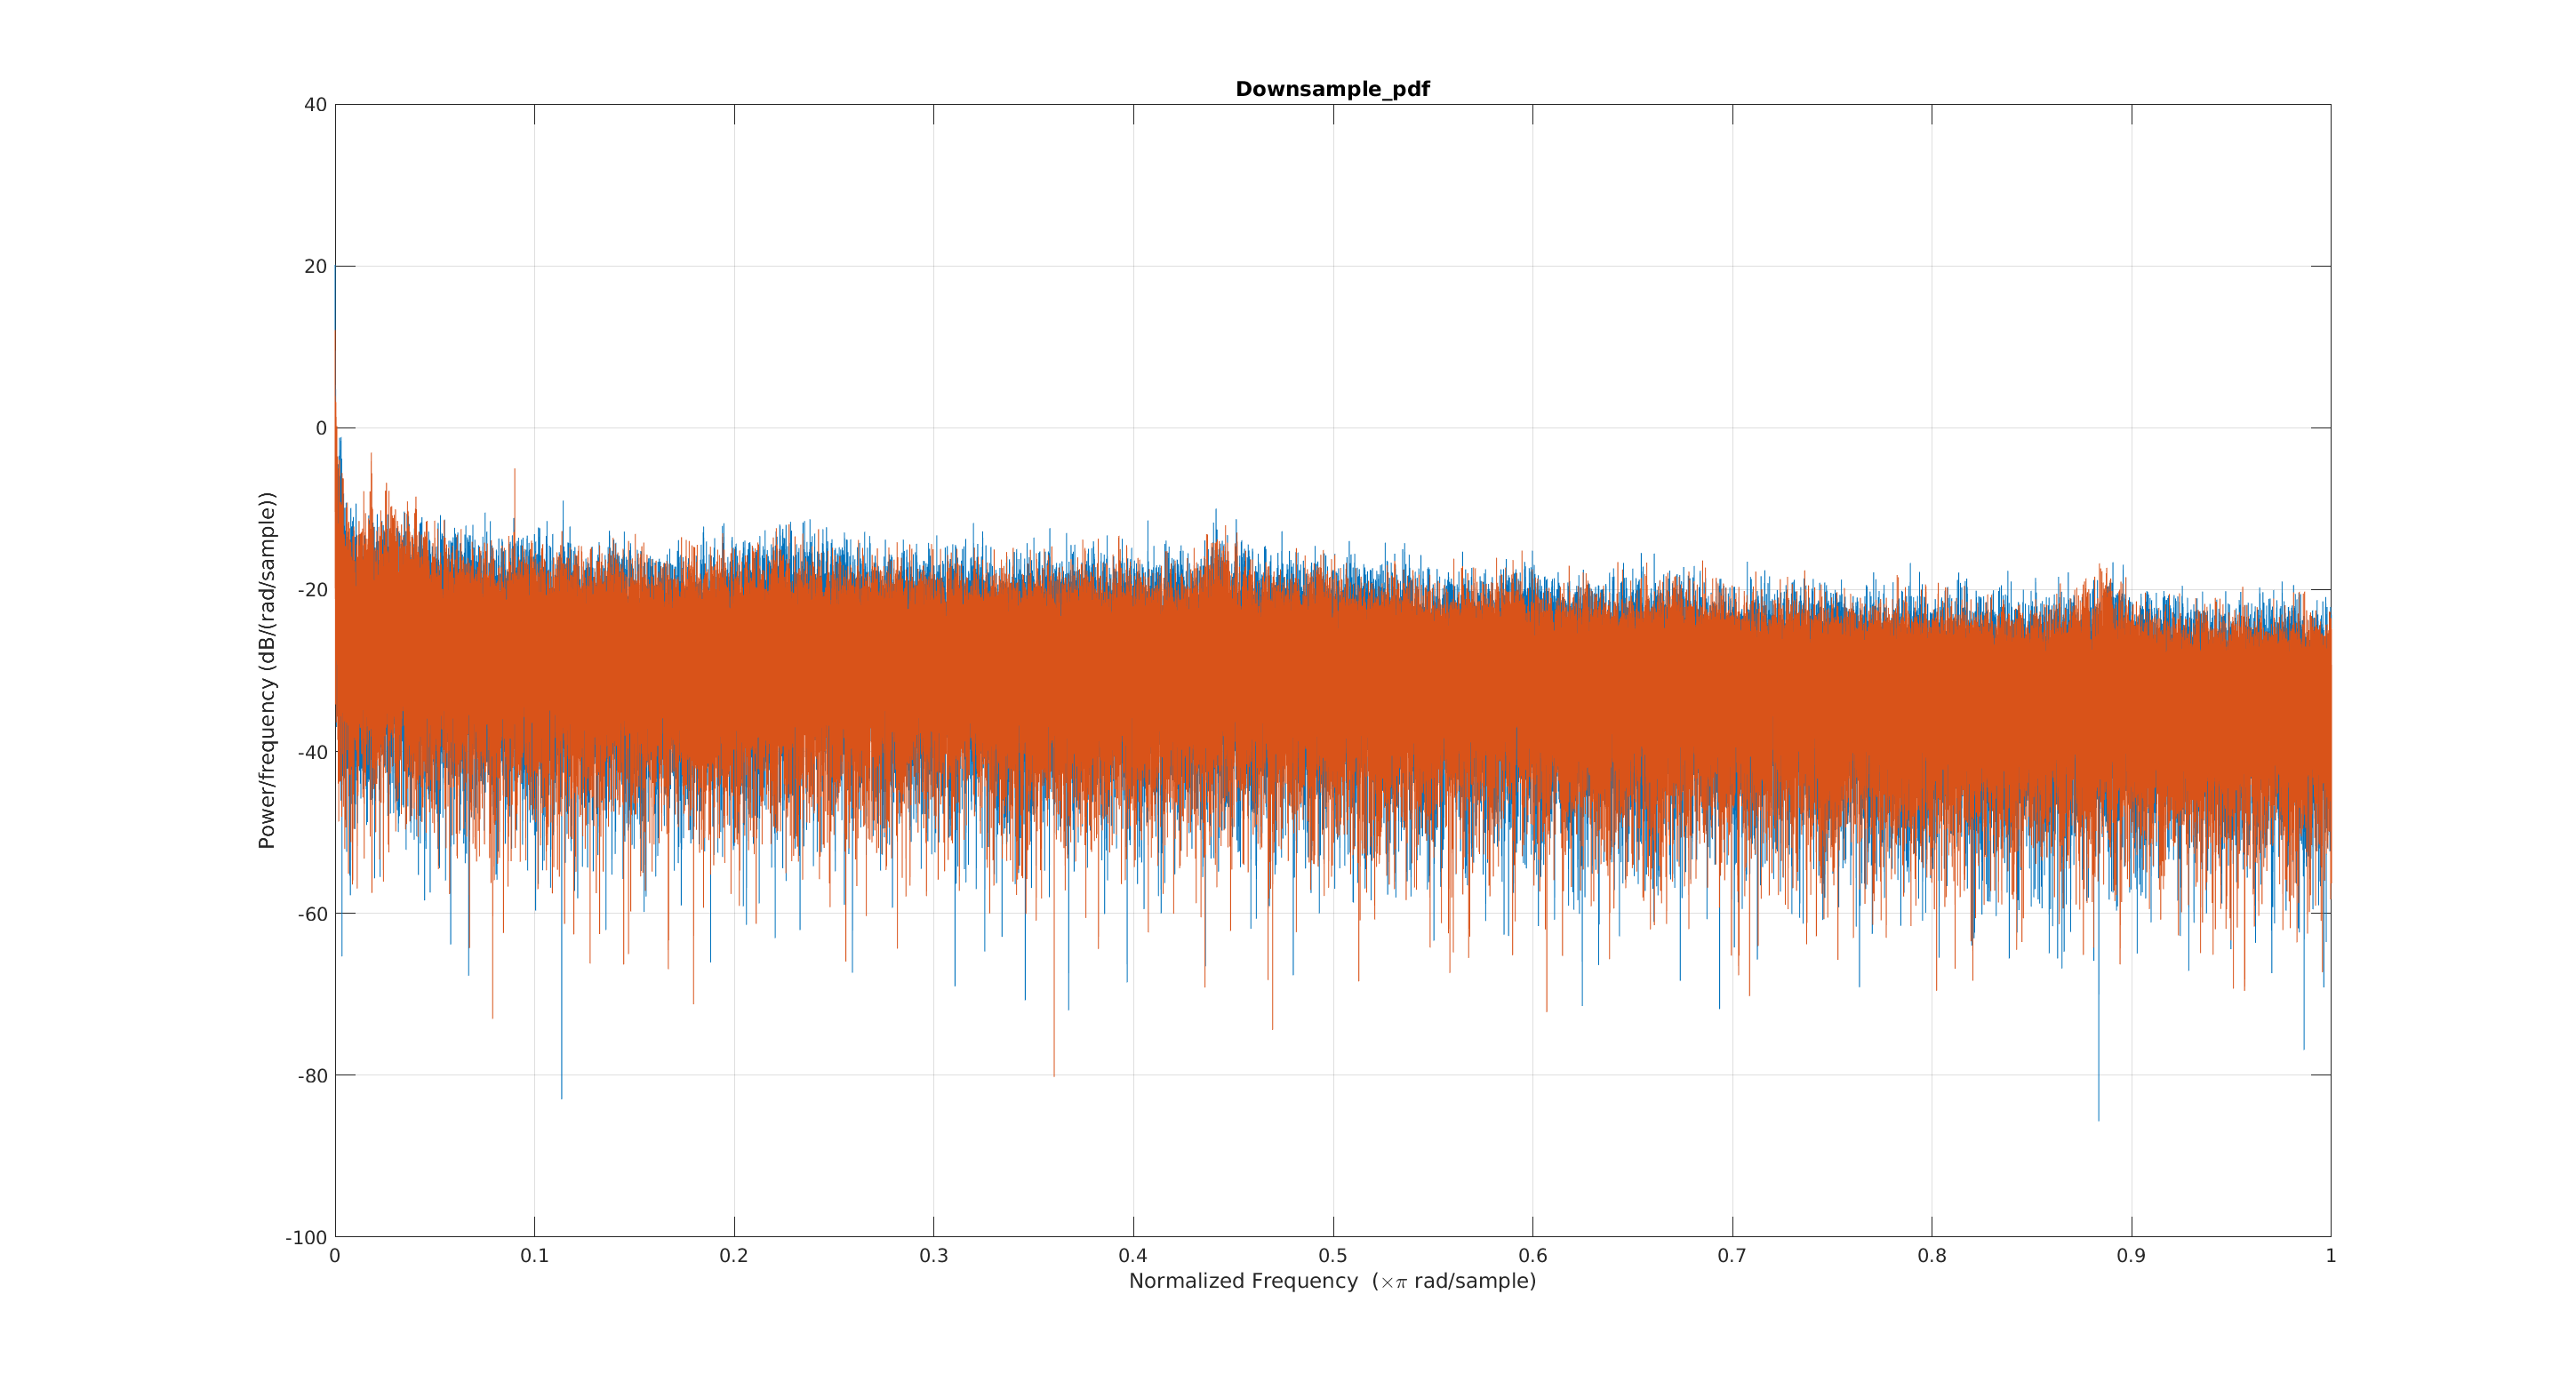 Downsample_pdf
40
20
0
-20
-40
-60
-80
-100
Power/frequency (dB/(rad/sample))
0 0.1 0.2 0.3 0.4 0.5 0.6 0.7 0.8 0.9 1
Normalized Frequency (×π rad/sample)